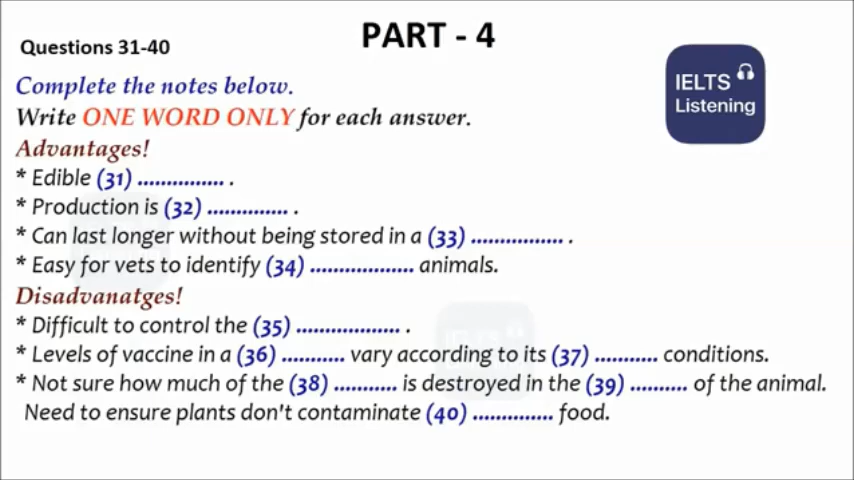 PART - 4
Questions 31-40
IELTS
Listening
Complete the notes below.
Write ONE WORD ONLY for each answer.
Advantages!
* Edible (31) ............... .
* Production is (32) .............. .
* Can last longer without being stored in a (33) ................ .
* Easy for vets to identify (34) .................. animals.
Disadvanatges!
* Difficult to control the (35) .................. .
* Levels of vaccine in a (36) ........... vary according to its (37) ........... conditions.
* Not sure how much of the (38) ........... is destroyed in the (39) .......... of the animal.
Need to ensure plants don't contaminate (40) .............. food.